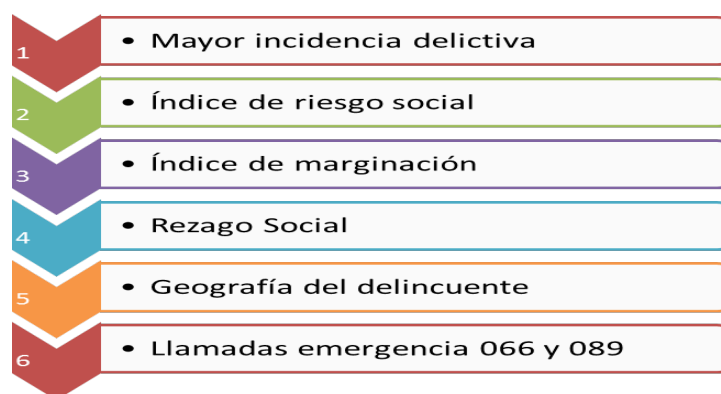 1 • Mayor incidencia delictiva
2 • Índice de riesgo social
3 • Índice de marginación
4 • Rezago Social
5 • Geografía del delincuente
6 • Llamadas emergencia 066 y 089